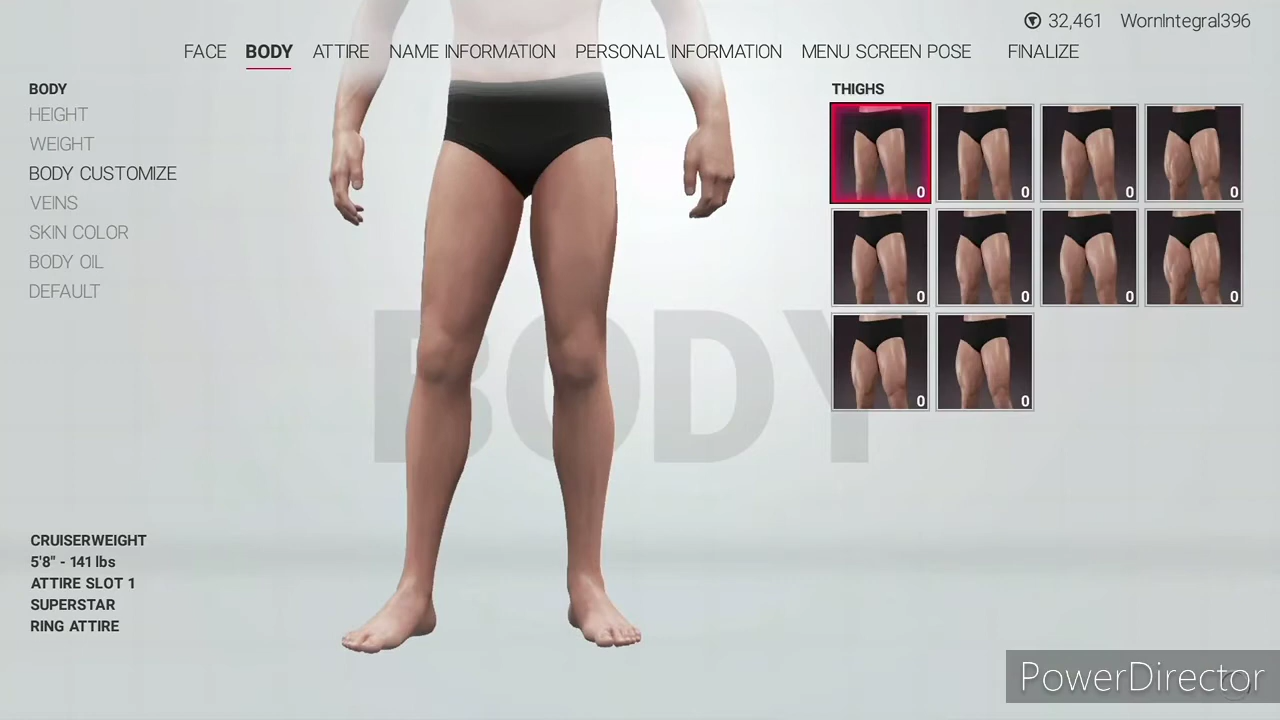 32,461 WornIntegral396
FACE BODY ATTIRE NAME INFORMATION PERSONAL INFORMATION MENU SCREEN POSE FINALIZE
BODY
HEIGHT
WEIGHT
BODY CUSTOMIZE
VEINS
SKIN COLOR
BODY OIL
DEFAULT
THIGHS
0 0 0 0
0 0 0 0
0 0
BODY
CRUISERWEIGHT
5'8" - 141 lbs
ATTIRE SLOT 1
SUPERSTAR
RING ATTIRE
PowerDirector